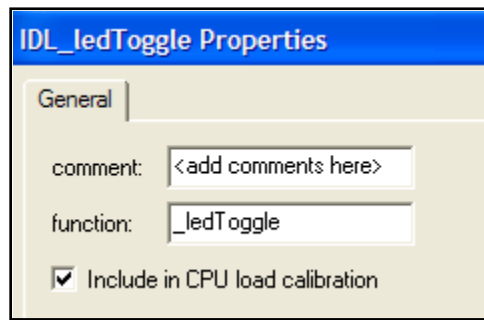 IDL_ledToggle Properties
General
comment: <add comments here>
function: _ledToggle
Include in CPU load calibration